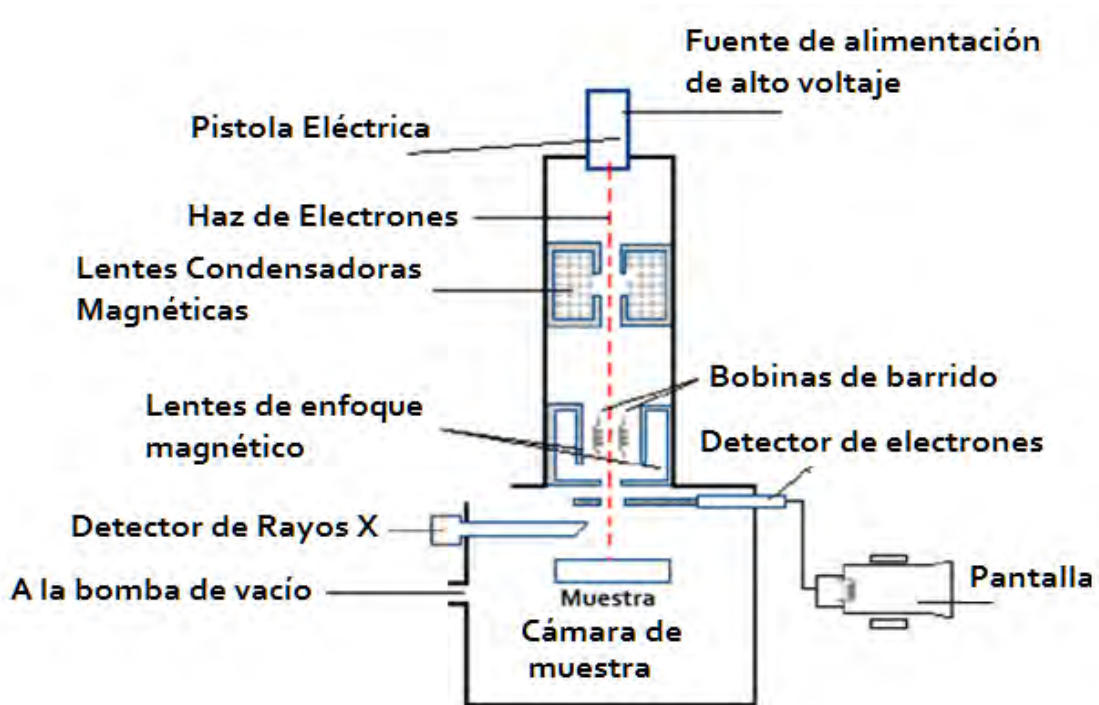 Fuente de alimentación
de alto voltaje
Pistola Eléctrica
Haz de Electrones
Lentes Condensadoras
Magnéticas
Bobinas de barrido
Lentes de enfoque
magnético
Detector de electrones
Detector de Rayos X
A la bomba de vacío
Pantalla
Muestra
Cámara de
muestra